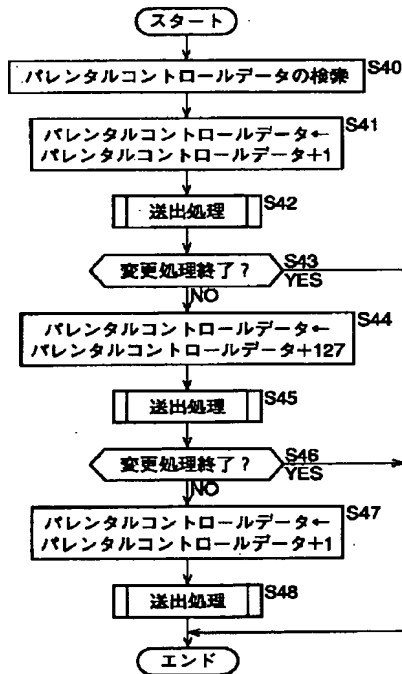 スタート
パレンタルコントロールデータの検索
S40
パレンタルコントロールデータ←
パレンタルコントロールデータ+1
S41
送出処理
S42
変更処理終了?
S43
YES
NO
パレンタルコントロールデータ←
パレンタルコントロールデータ+127
S44
送出処理
S45
変更処理終了?
S46
YES
NO
パレンタルコントロールデータ←
パレンタルコントロールデータ+1
S47
送出処理
S48
エンド